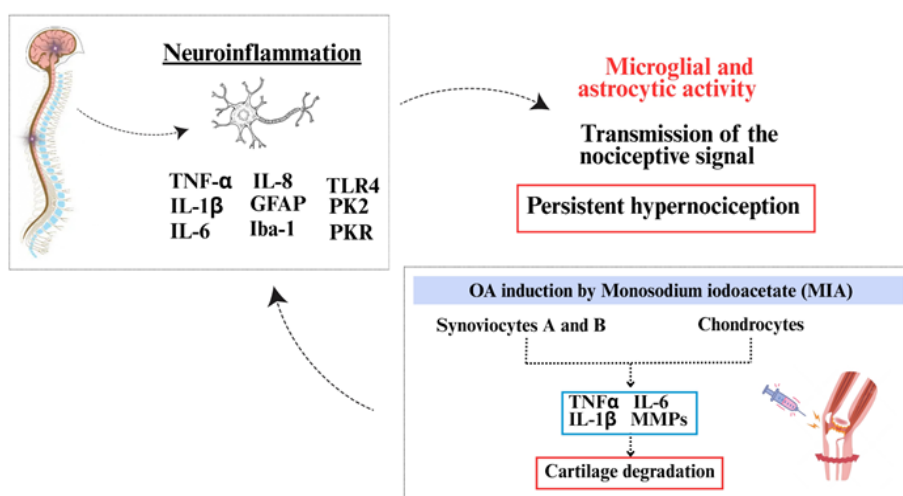 Neuroinflammation
TNF-α IL-8 TLR4
IL-1β GFAP PK2
IL-6 Iba-1 PKR
Microglial and
astrocytic activity
Transmission of the
nociceptive signal
Persistent hypernociception
OA induction by Monosodium iodoacetate (MIA)
Synoviocytes A and B Chondrocytes
TNFα IL-6
IL-1β MMPs
Cartilage degradation